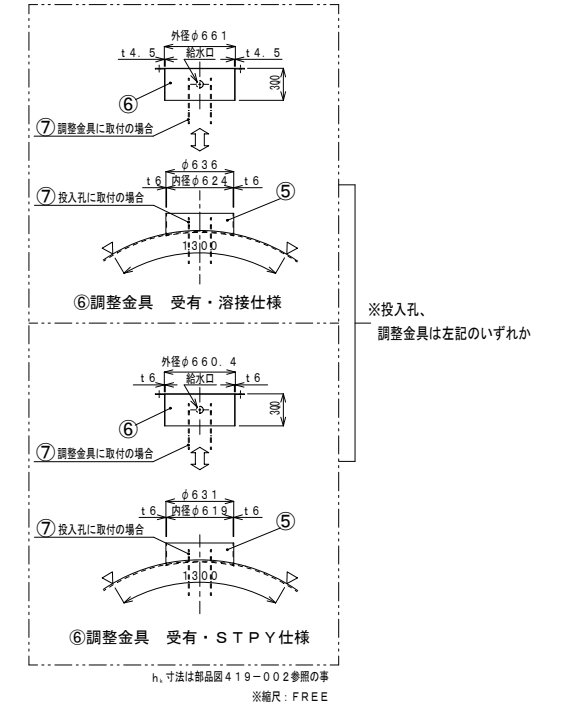 外径φ661
t4.5 給水口 t4.5
300
⑥
⑦調整金具に取付の場合
φ636
t6 内径φ624 t6
⑦投入孔に取付の場合
⑤
1300
⑥調整金具 受有・溶接仕様
※投入孔、
調整金具は左記のいずれか
外径φ660.4
t6 給水口 t6
300
⑥
⑦調整金具に取付の場合
φ631
t6 内径φ619 t6
⑦投入孔に取付の場合
⑤
1300
⑥調整金具 受有・STPY仕様
h。寸法は部品図419-002参照の事
※縮尺:FREE